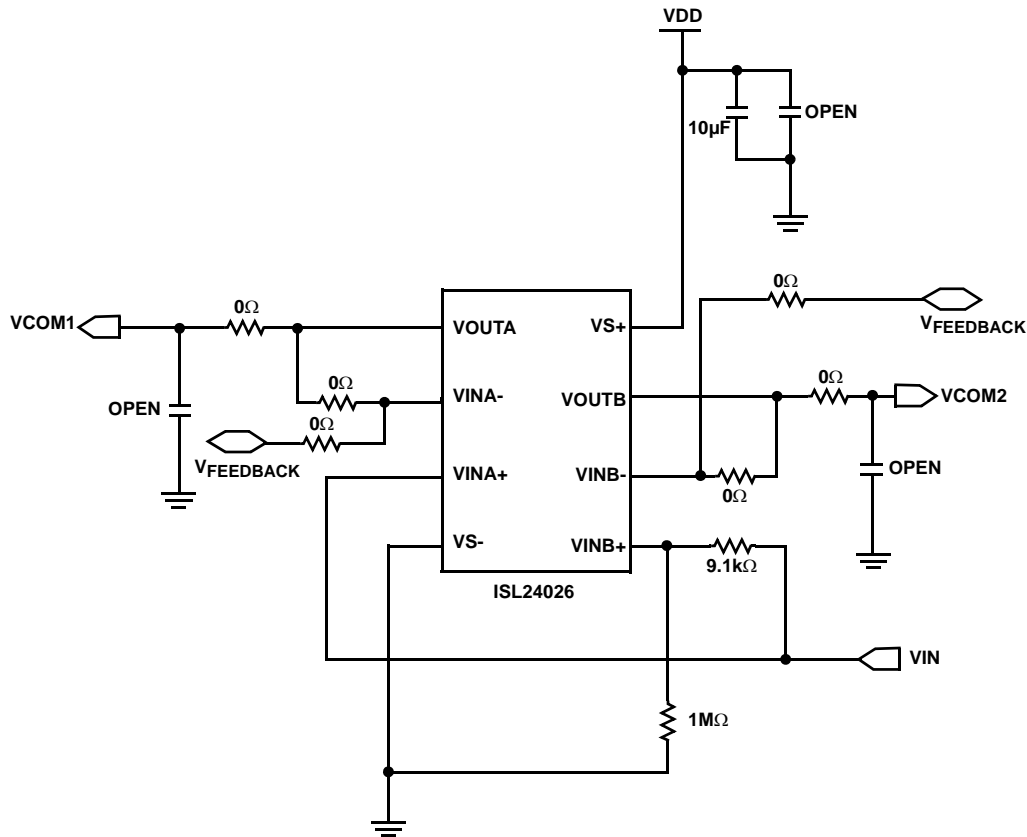 VDD
10µF
OPEN
0Ω
VCOM1
VOUTA
VS+
0Ω
VFEEDBACK
OPEN
0Ω
VINA-
VOUTB
0Ω
VCOM2
0Ω
VFEEDBACK
VINA+
VINB-
0Ω
OPEN
VS-
VINB+
9.1kΩ
ISL24026
VIN
1MΩ